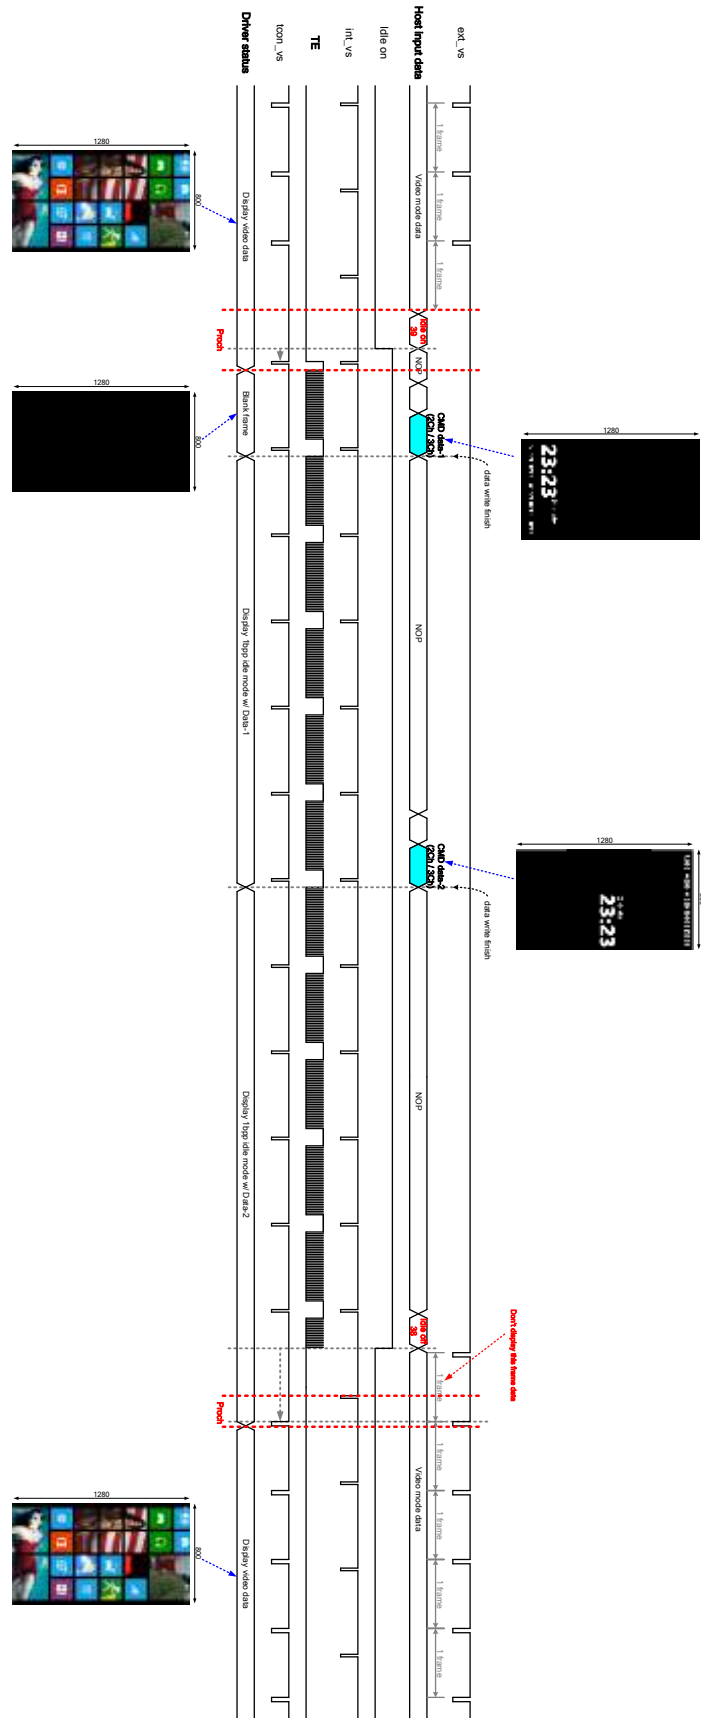 ext_vs
1 frame
1 frame
1 frame
1 frame
1 frame
1 frame
1 frame
1 frame
Don't display this frame data
Host input data
Video mode data
Idle on
39
NOP
CMD data-1
(2Ch / 3Ch)
data write finish
NOP
CMD data-2
(2Ch / 3Ch)
data write finish
NOP
Idle off
38
Video mode data
Idle on
int_vs
TE
tcon_vs
Proch
Proch
Driver status
Display video data
Blank frame
Display 1bpp idle mode w/ Data-1
Display 1bpp idle mode w/ Data-2
Display video data
1280
23:23
1280
23:23
1280
800
1280
800
1280
800